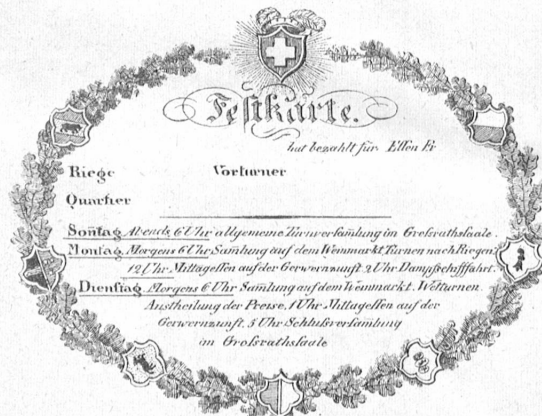 Festkarte.
hat bezahlt für Essen Fr
Riege Vorturner
Quartier
Sontag Abends 6 Uhr allgemeine Turnversamlung im Großrathssaale.
Montag Morgens 6 Uhr Samlung auf dem Weinmarkt, Turnen nach Riegen
12 Uhr Mittagessen auf der Gerwernzunft. 2 Uhr Dampfschifffahrt.
Dienstag Morgens 6 Uhr Samlung auf dem Weinmarkt. Wetturnen.
Austheilung der Preise, 1 Uhr Mittagessen auf der
Gerwernzunft. 5 Uhr Schlußversamlung
im Großrathssaale